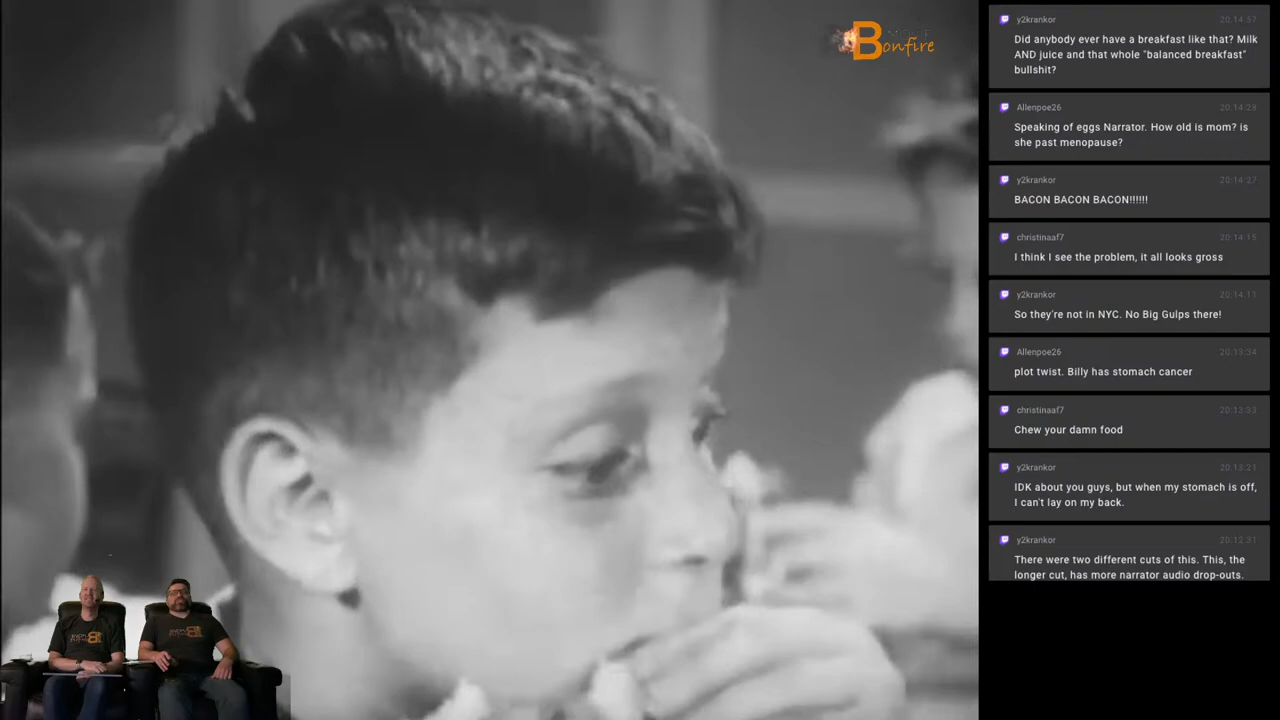 Bonfire
y2krankor 20:14:57
Did anybody ever have a breakfast like that? Milk
AND juice and that whole "balanced breakfast"
bullshit?
Allenpoe26 20:14:28
Speaking of eggs Narrator. How old is mom? is
she past menopause?
y2krankor 20:14:27
BACON BACON BACON!!!!!!
christinaaf7 20:14:15
I think I see the problem, it all looks gross
y2krankor 20:14:11
So they're not in NYC. No Big Gulps there!
Allenpoe26 20:13:34
plot twist. Billy has stomach cancer
christinaaf7 20:13:33
Chew your damn food
y2krankor 20:13:21
IDK about you guys, but when my stomach is off,
I can't lay on my back.
y2krankor 20:12:31
There were two different cuts of this. This, the
longer cut, has more narrator audio drop-outs.